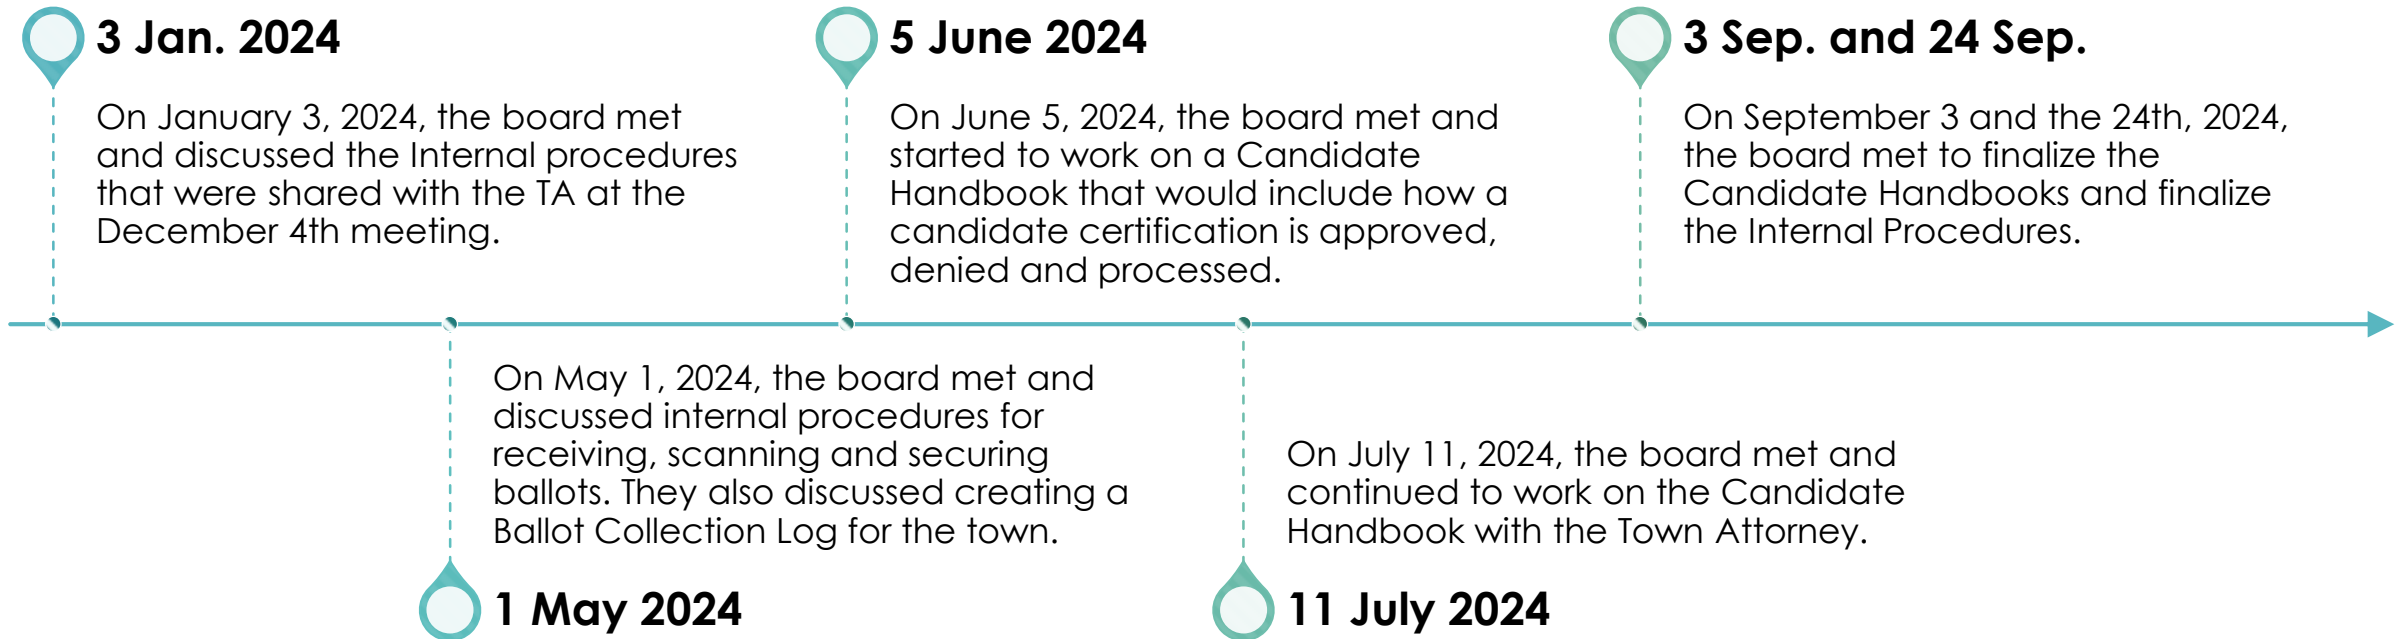 3 Jan. 2024
On January 3, 2024, the board met
and discussed the Internal procedures
that were shared with the TA at the
December 4th meeting.
1 May 2024
On May 1, 2024, the board met and
discussed internal procedures for
receiving, scanning and securing
ballots. They also discussed creating a
Ballot Collection Log for the town.
5 June 2024
On June 5, 2024, the board met and
started to work on a Candidate
Handbook that would include how a
candidate certification is approved,
denied and processed.
11 July 2024
On July 11, 2024, the board met and
continued to work on the Candidate
Handbook with the Town Attorney.
3 Sep. and 24 Sep.
On September 3 and the 24th, 2024,
the board met to finalize the
Candidate Handbooks and finalize
the Internal Procedures.